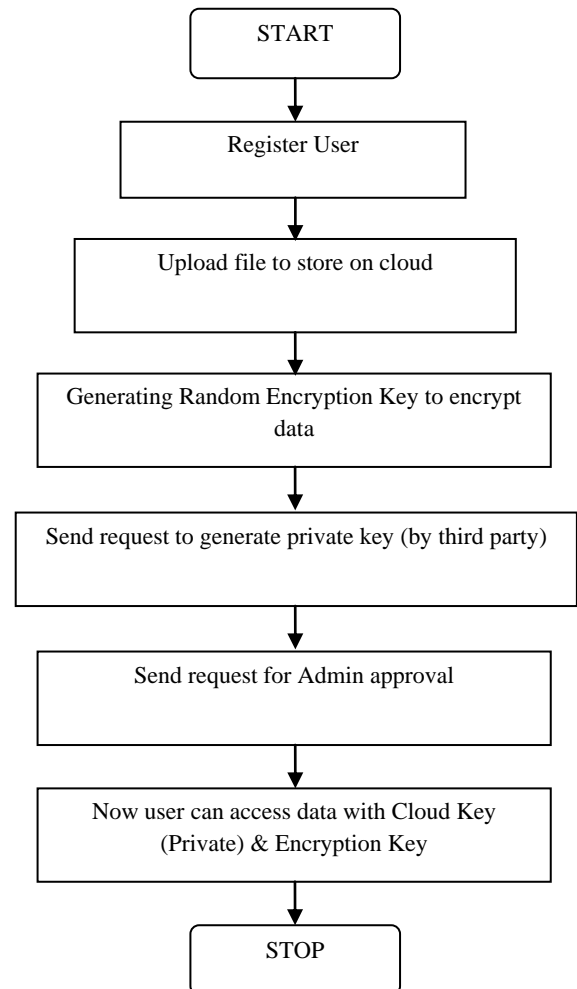 START
Register User
Upload file to store on cloud
Generating Random Encryption Key to encrypt
data
Send request to generate private key (by third party)
Send request for Admin approval
Now user can access data with Cloud Key
(Private) & Encryption Key
STOP